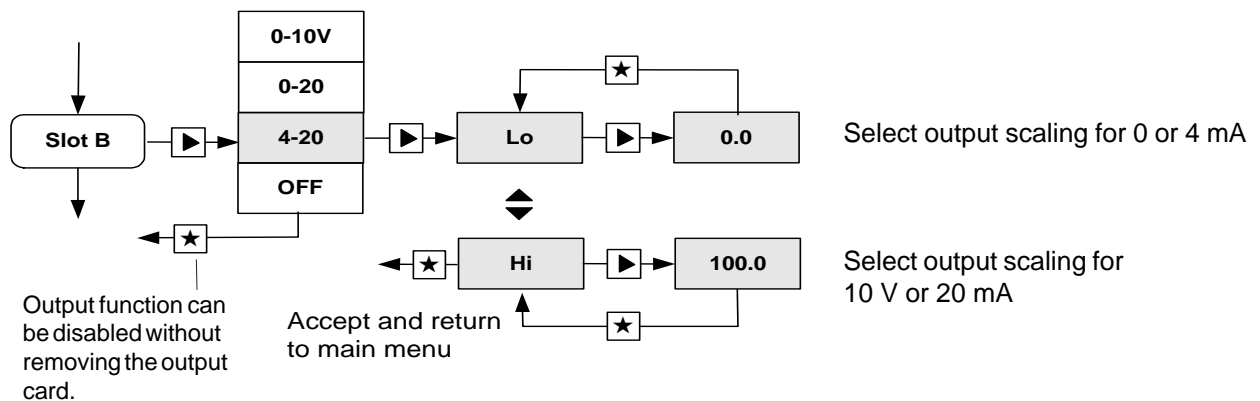 0-10V
0-20
Slot B
4-20
Lo
0.0
Select output scaling for 0 or 4 mA
OFF
Hi
100.0
Select output scaling for
10 V or 20 mA
Output function can
be disabled without
removing the output
card.
Accept and return
to main menu